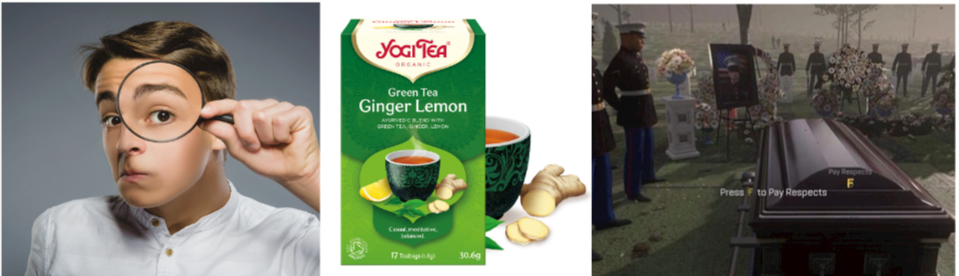 YOGI TEA
ORGANIC
Green Tea
Ginger Lemon
AYURVEDIC BLEND WITH
GREEN TEA, GINGER, LEMON
balanced.
17 Teabags 30.6g
Pay Respects
F
Press F to Pay Respects